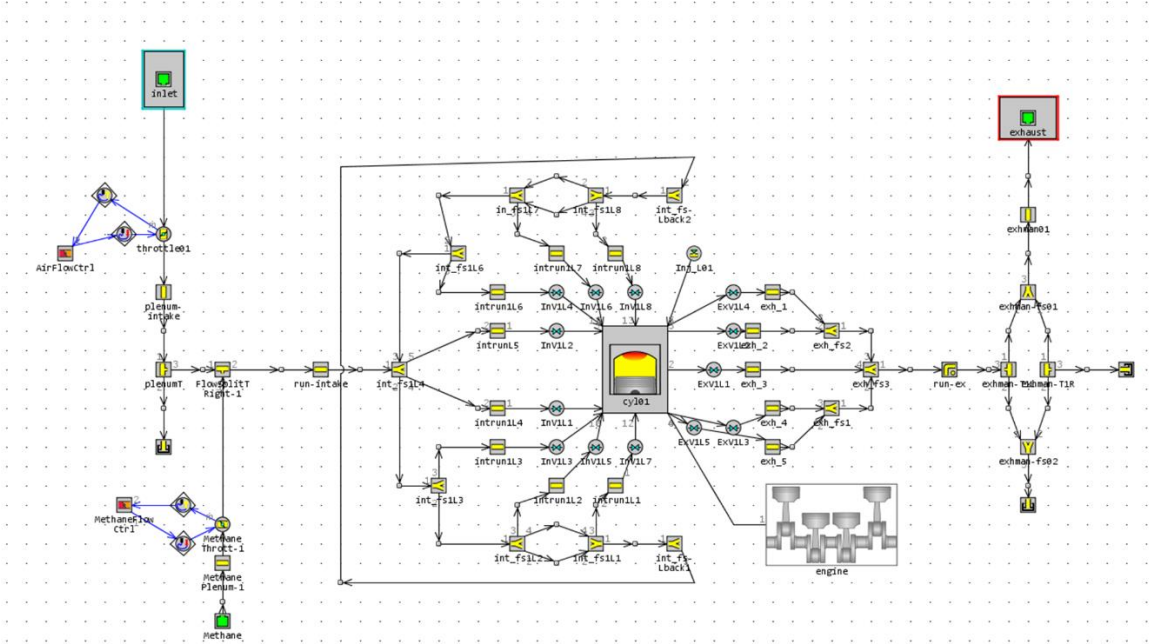 inlet
exhaust
in_fs1L7
int_fs1L8
int_fs-
Lback2
exhman01
throttle01
AirFlowCtrl
int_fs1L6
intrun1L7
intrun1L8
Inj_L01
plenum-
intake
intrun1L6
InV1L4
InV1L6
InV1L8
ExV1L4
exh_1
exhman-fs01
intrunL5
InV1L2
exh_2
exh_fs2
plenumT
FlowsplitT
Right-1
run-intake
int_fs1L4
cyl01
ExV1L1
exh_3
exh_fs3
run-ex
exhman-T1R
intrun1L4
InV1L1
exh_4
exh_fs1
ExV1L5
ExV1L3
intrun1L3
InV1L3
InV1L5
InV1L7
exh_5
exhman-fs02
int_fs1L3
intrun1L2
intrun1L1
MethaneFlow
Ctrl
Methane
Thrott-i
int_fs1L2
int_fs1L1
int_fs-
Lback1
engine
Methane
Plenum-i
Methane